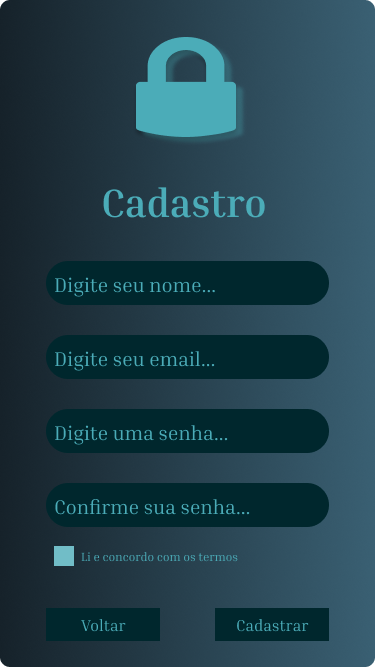 Cadastro
Digite seu nome...
Digite seu email...
Digite uma senha...
Confirme sua senha...
Li e concordo com os termos
Voltar
Cadastrar